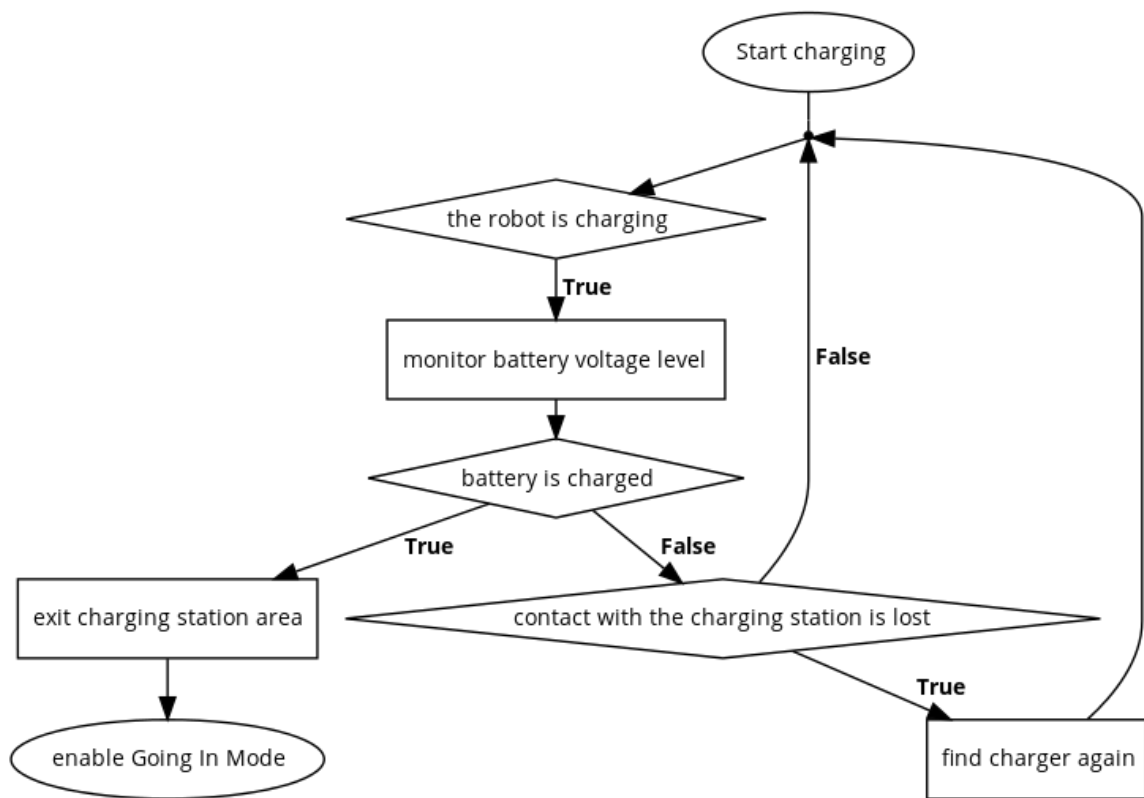 Start charging
the robot is charging
True
monitor battery voltage level
False
battery is charged
True
False
exit charging station area
contact with the charging station is lost
True
enable Going In Mode
find charger again